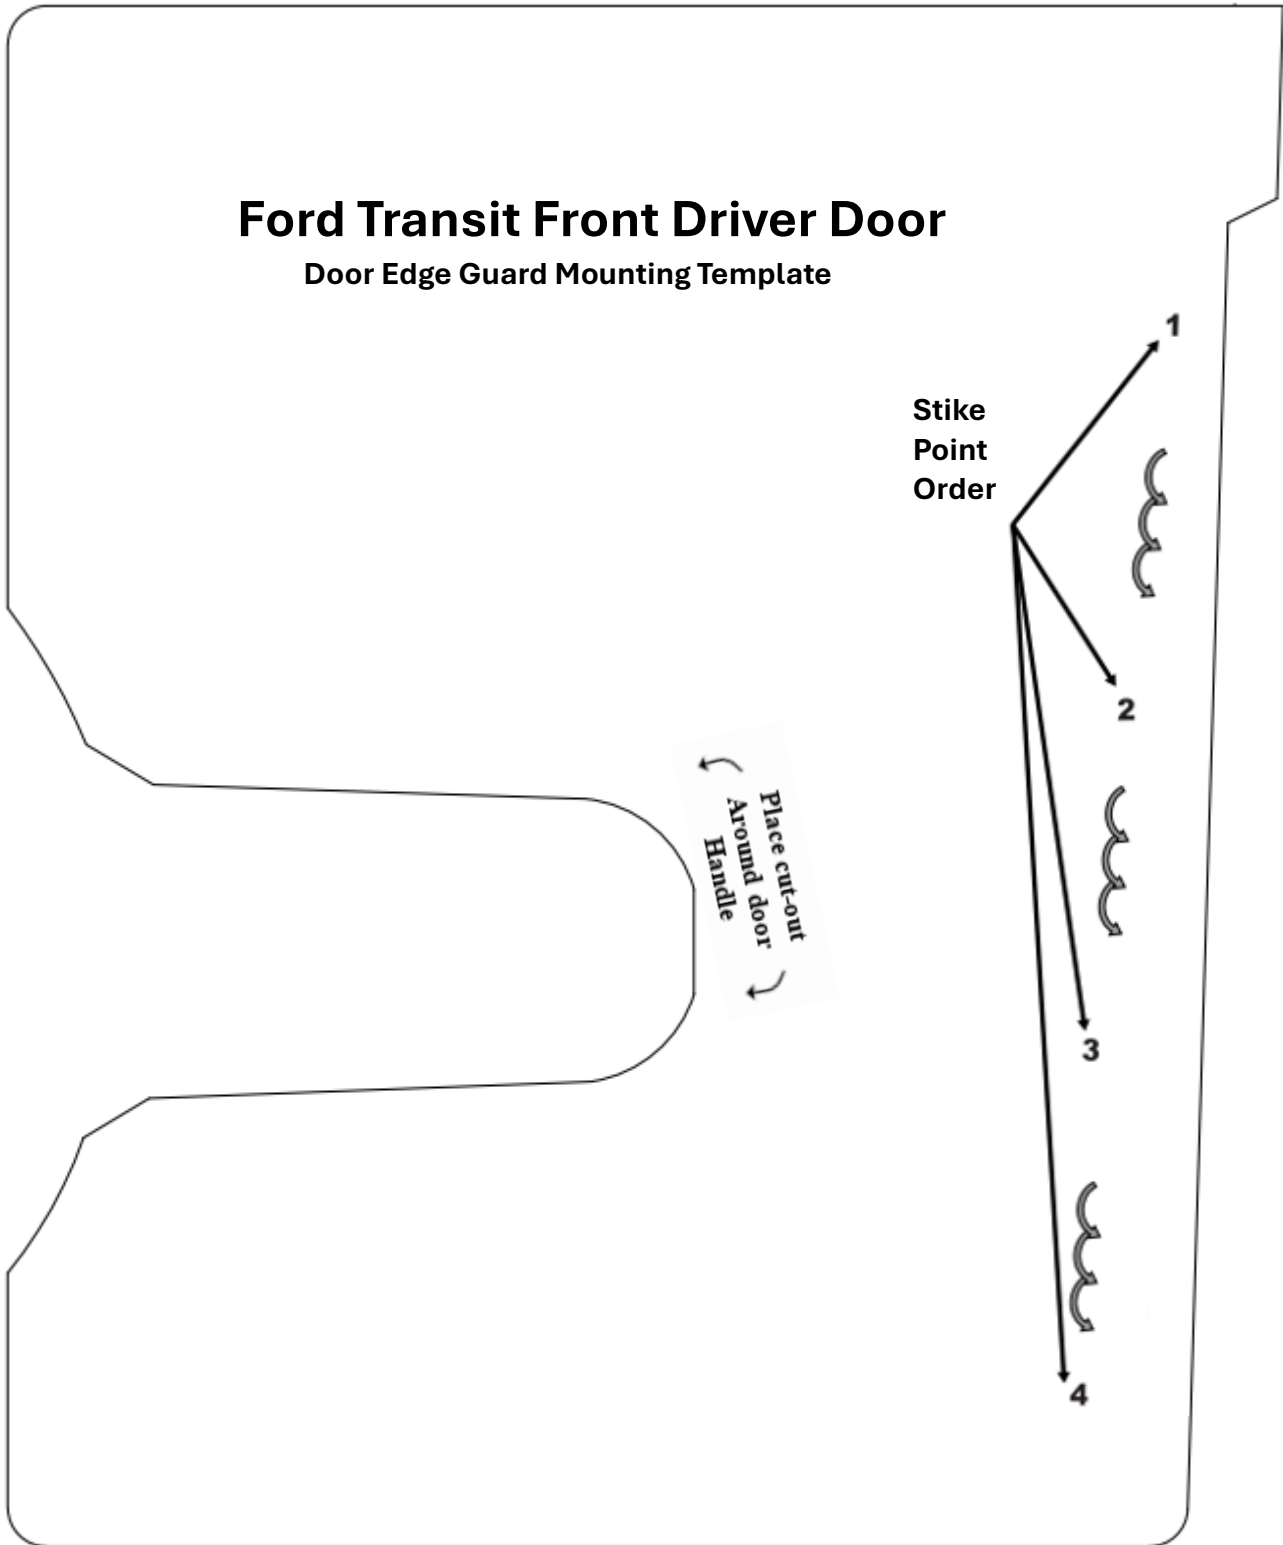 Ford Transit Front Driver Door
Door Edge Guard Mounting Template
1
Stike
Point
Order
2
Place cut-out
Around door
Handle
3
4